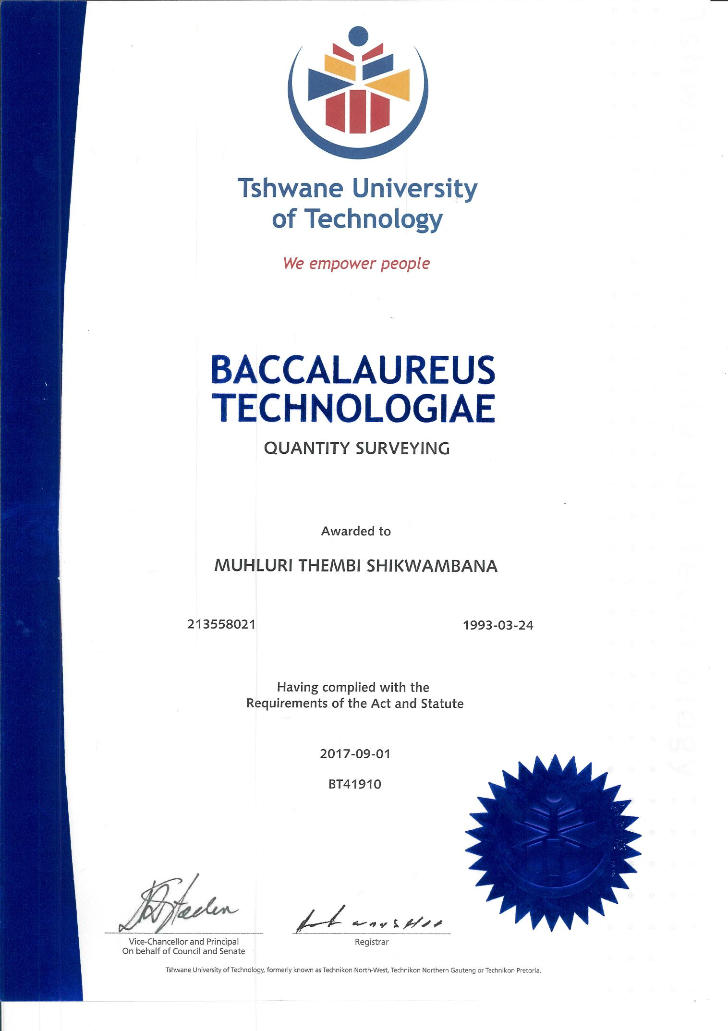 Tshwane University
of Technology
We empower people
BACCALAUREUS
TECHNOLOGIAE
QUANTITY SURVEYING
Awarded to
MUHLURI THEMBI SHIKWAMBANA
213558021 1993-03-24
Having complied with the
Requirements of the Act and Statute
2017-09-01
BT41910
Vice-Chancellor and Principal
On behalf of Council and Senate
Registrar
Tshwane University of Technology, formerly known as Technikon North-West, Technikon Northern Gauteng or Technikon Pretoria.